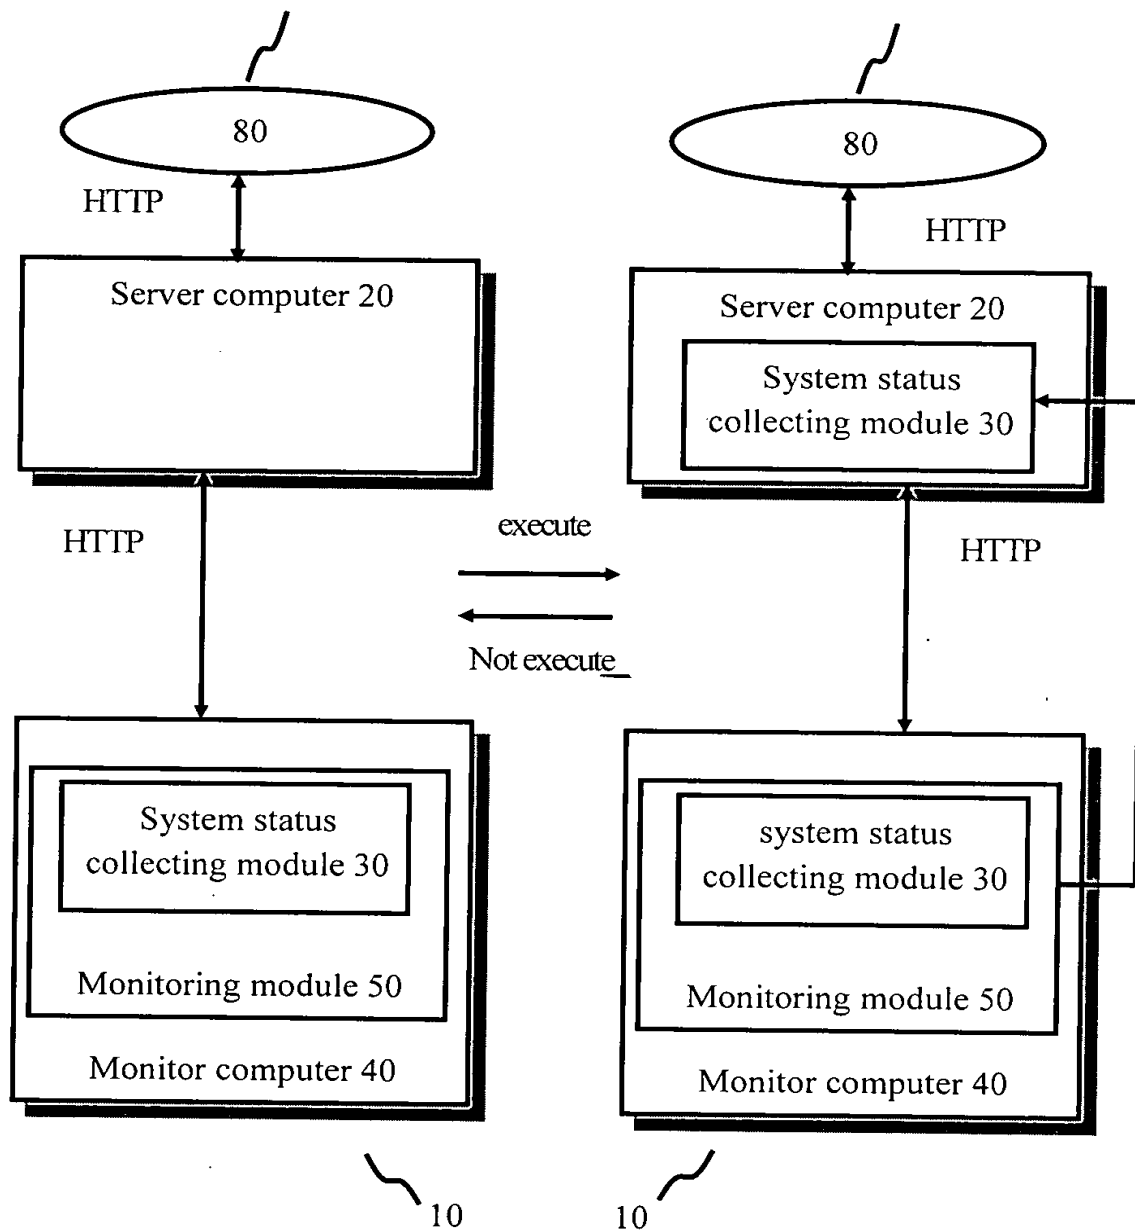 80
HTTP
Server computer 20
HTTP
System status
collecting module 30
Monitoring module 50
Monitor computer 40
10
execute
Not execute
80
HTTP
Server computer 20
System status
collecting module 30
HTTP
system status
collecting module 30
Monitoring module 50
Monitor computer 40
10